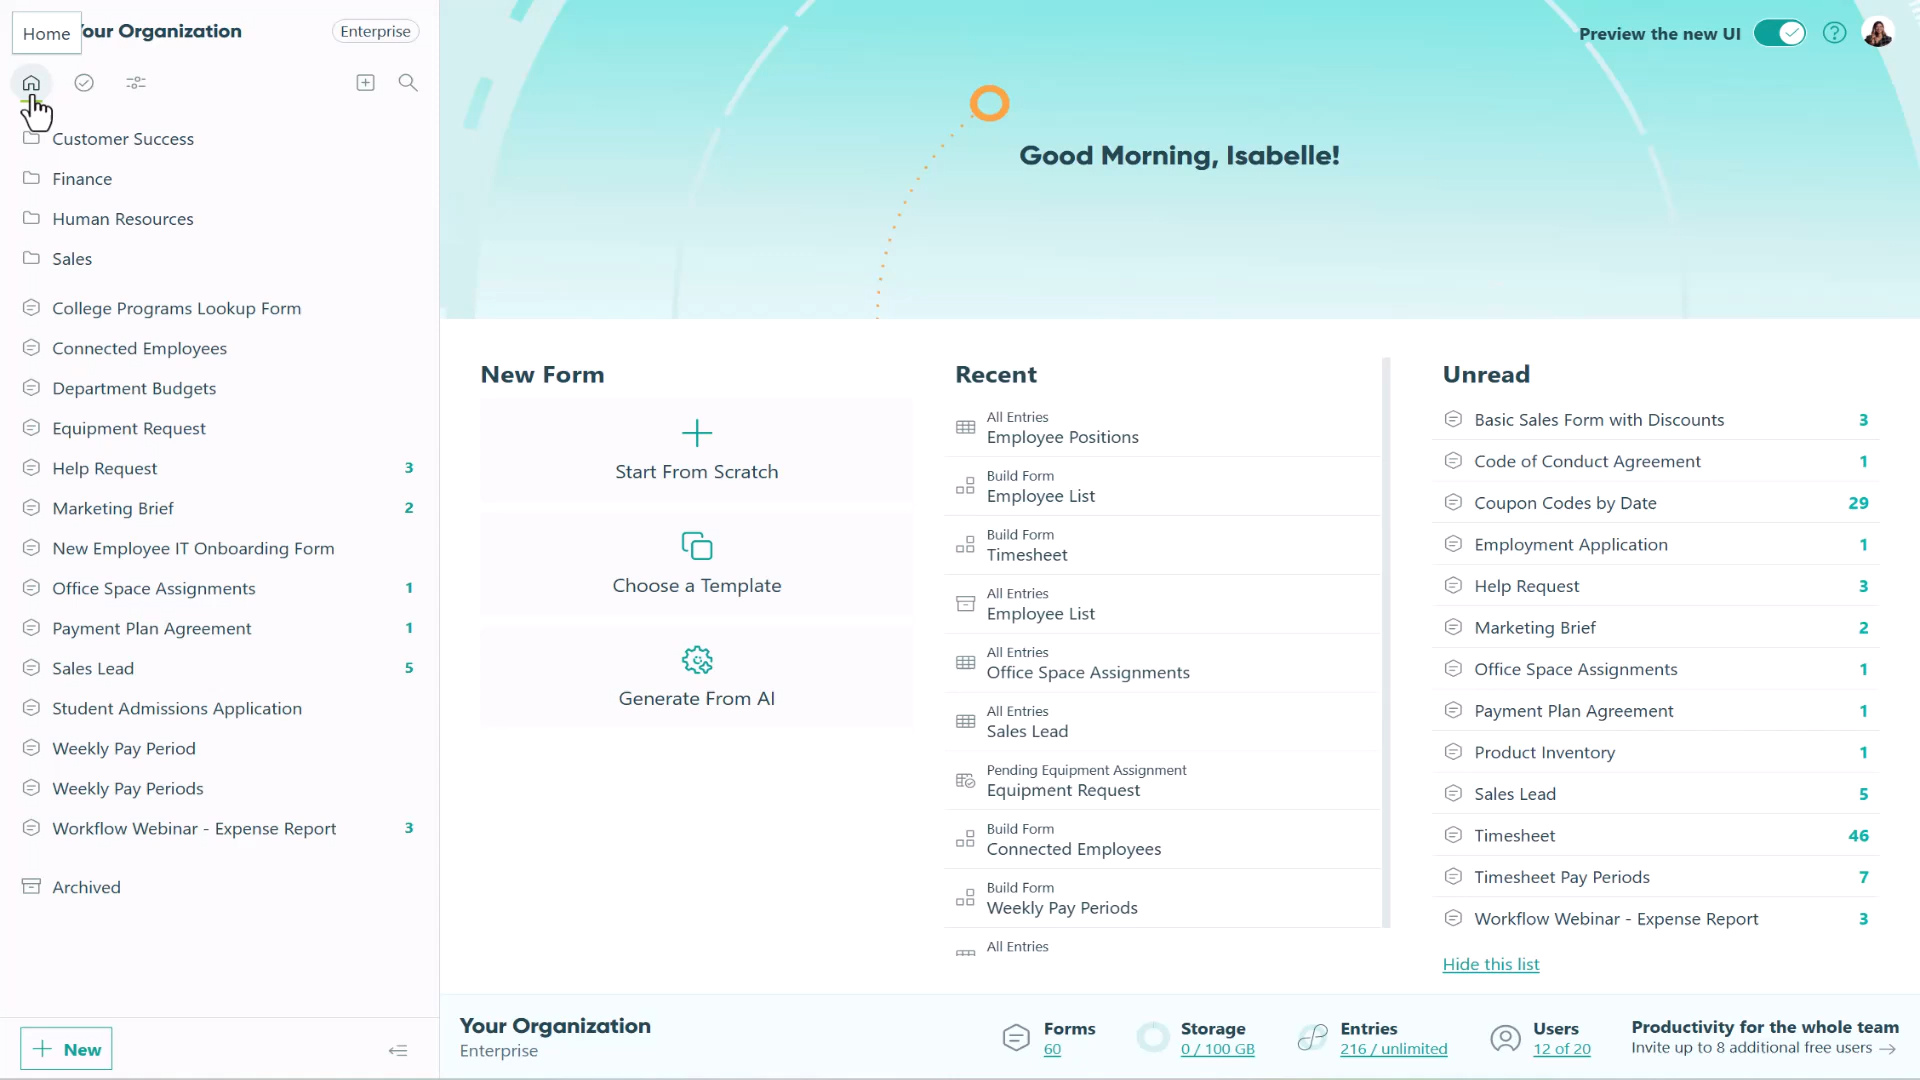 Home
our Organization
Enterprise
Customer Success
Finance
Human Resources
Sales
College Programs Lookup Form
Connected Employees
Department Budgets
Equipment Request
Help Request 3
Marketing Brief 2
New Employee IT Onboarding Form
Office Space Assignments 1
Payment Plan Agreement 1
Sales Lead 5
Student Admissions Application
Weekly Pay Period
Weekly Pay Periods
Workflow Webinar - Expense Report 3
Archived
New
Preview the new UI
Good Morning, Isabelle!
New Form
Start From Scratch
Choose a Template
Generate From AI
Recent
All Entries
Employee Positions
Build Form
Employee List
Build Form
Timesheet
All Entries
Employee List
All Entries
Office Space Assignments
All Entries
Sales Lead
Pending Equipment Assignment
Equipment Request
Build Form
Connected Employees
Build Form
Weekly Pay Periods
All Entries
Unread
Basic Sales Form with Discounts 3
Code of Conduct Agreement 1
Coupon Codes by Date 29
Employment Application 1
Help Request 3
Marketing Brief 2
Office Space Assignments 1
Payment Plan Agreement 1
Product Inventory 1
Sales Lead 5
Timesheet 46
Timesheet Pay Periods 7
Workflow Webinar - Expense Report 3
Hide this list
Your Organization
Enterprise
Forms
60
Storage
0 / 100 GB
Entries
216 / unlimited
Users
12 of 20
Productivity for the whole team
Invite up to 8 additional free users →